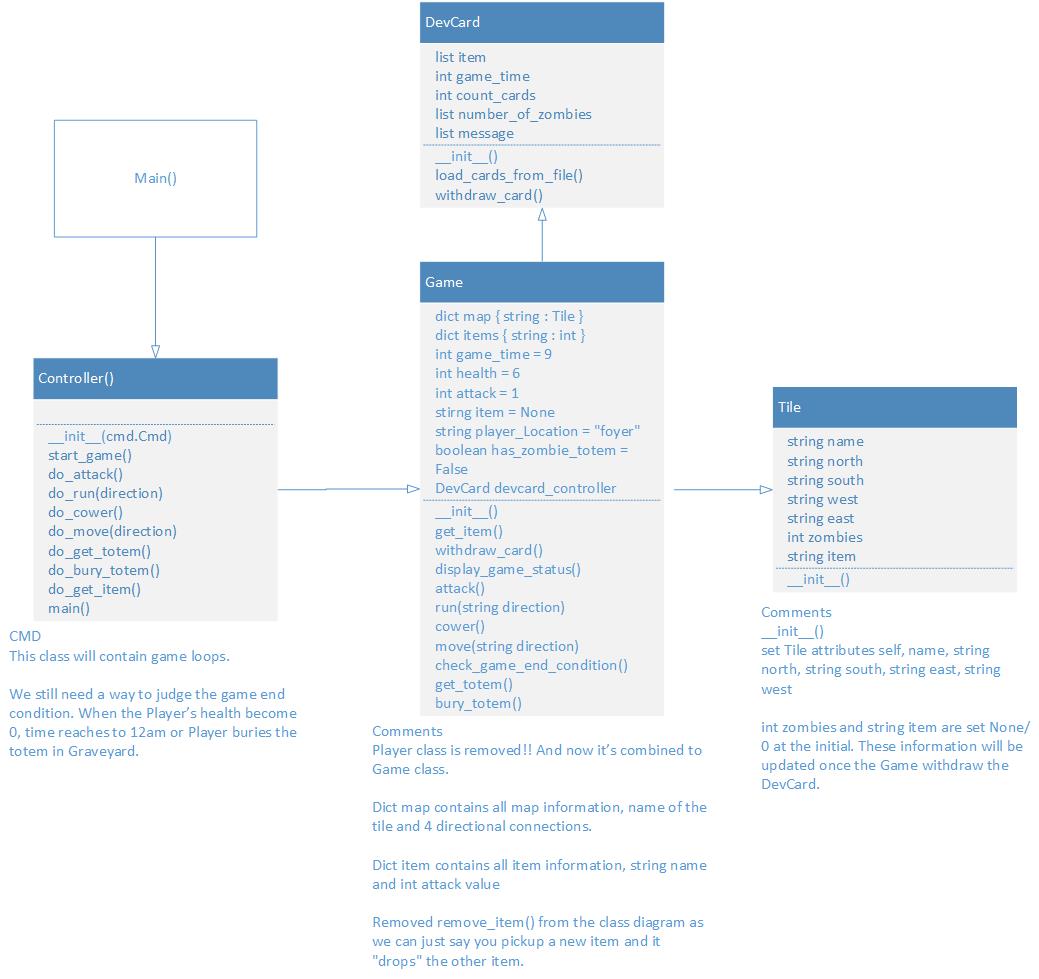 DevCard
list item
int game_time
int count_cards
list number_of_zombies
list message
__init__()
load_cards_from_file()
withdraw_card()
Main()
Controller()
__init__(cmd.Cmd)
start_game()
do_attack()
do_run(direction)
do_cower()
do_move(direction)
do_get_totem()
do_bury_totem()
do_get_item()
main()
CMD
This class will contain game loops.
We still need a way to judge the game end
condition. When the Player's health become
0, time reaches to 12am or Player buries the
totem in Graveyard.
Game
dict map { string : Tile }
dict items { string : int }
int game_time = 9
int health = 6
int attack = 1
stirng item = None
string player_Location = "foyer"
boolean has_zombie_totem =
False
DevCard devcard_controller
__init__()
get_item()
withdraw_card()
display_game_status()
attack()
run(string direction)
cower()
move(string direction)
check_game_end_condition()
get_totem()
bury_totem()
Comments
Player class is removed!! And now it's combined to
Game class.
Dict map contains all map information, name of the
tile and 4 directional connections.
Dict item contains all item information, string name
and int attack value
Removed remove_item() from the class diagram as
we can just say you pickup a new item and it
"drops" the other item.
Tile
string name
string north
string south
string west
string east
int zombies
string item
__init__()
Comments
__init__()
set Tile attributes self, name, string
north, string south, string east, string
west
int zombies and string item are set None/
0 at the initial. These information will be
updated once the Game withdraw the
DevCard.